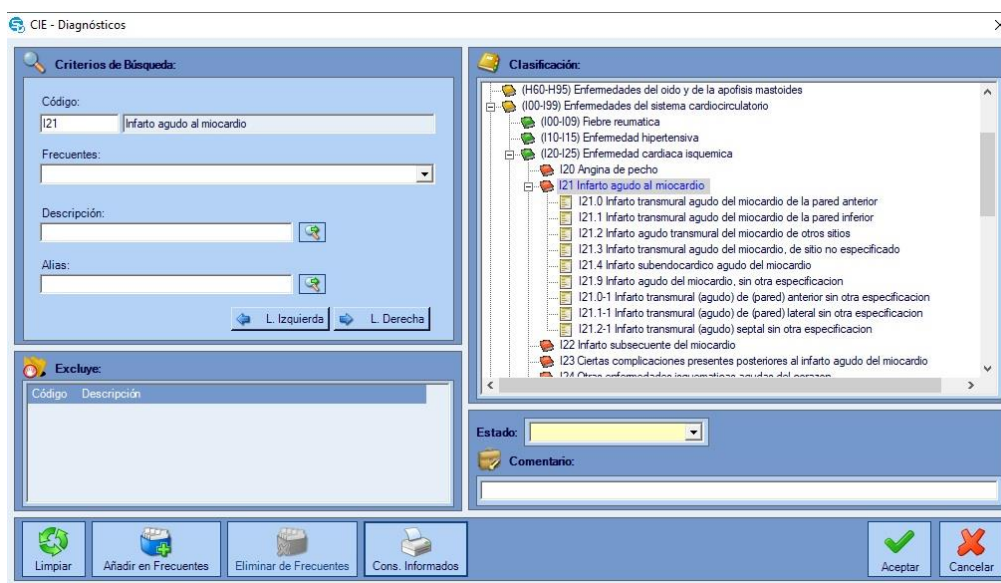 CIE - Diagnósticos
Criterios de Búsqueda:
Código:
I21 Infarto agudo al miocardio
Frecuentes:
Descripción:
Alias:
L. Izquierda L. Derecha
Excluye:
Código Descripción
Clasificación:
(H60-H95) Enfermedades del oido y de la apofisis mastoides
(I00-I99) Enfermedades del sistema cardiocirculatorio
(I00-I09) Fiebre reumatica
(I10-I15) Enfermedad hipertensiva
(I20-I25) Enfermedad cardiaca isquemica
I20 Angina de pecho
I21 Infarto agudo al miocardio
I21.0 Infarto transmural agudo del miocardio de la pared anterior
I21.1 Infarto transmural agudo del miocardio de la pared inferior
I21.2 Infarto agudo transmural del miocardio de otros sitios
I21.3 Infarto transmural agudo del miocardio, de sitio no especificado
I21.4 Infarto subendocardico agudo del miocardio
I21.9 Infarto agudo del miocardio, sin otra especificacion
I21.0-1 Infarto transmural (agudo) de (pared) anterior sin otra especificacion
I21.1-1 Infarto transmural (agudo) de (pared) lateral sin otra especificacion
I21.2-1 Infarto transmural (agudo) septal sin otra especificacion
I22 Infarto subsecuente del miocardio
I23 Ciertas complicaciones presentes posteriores al infarto agudo del miocardio
I24 Otras enfermedades isquematicas agudas del corazon
Estado:
Comentario:
Limpiar Añadir en Frecuentes Eliminar de Frecuentes Cons. Informados Aceptar Cancelar